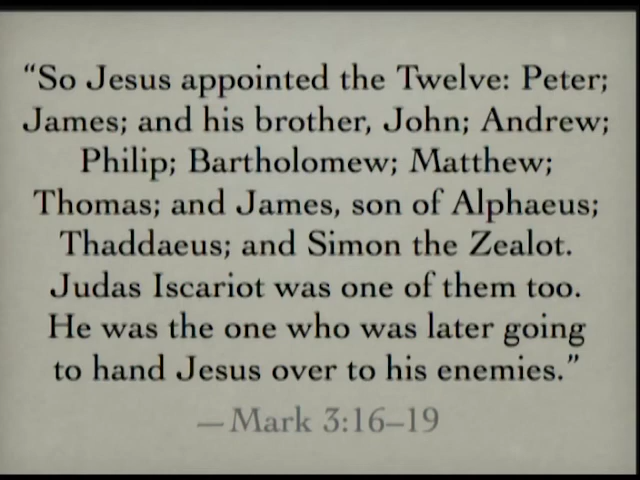 “So Jesus appointed the Twelve: Peter;
James; and his brother, John; Andrew;
Philip; Bartholomew; Matthew;
Thomas; and James, son of Alphaeus;
Thaddaeus; and Simon the Zealot.
Judas Iscariot was one of them too.
He was the one who was later going
to hand Jesus over to his enemies.”
—Mark 3:16–19